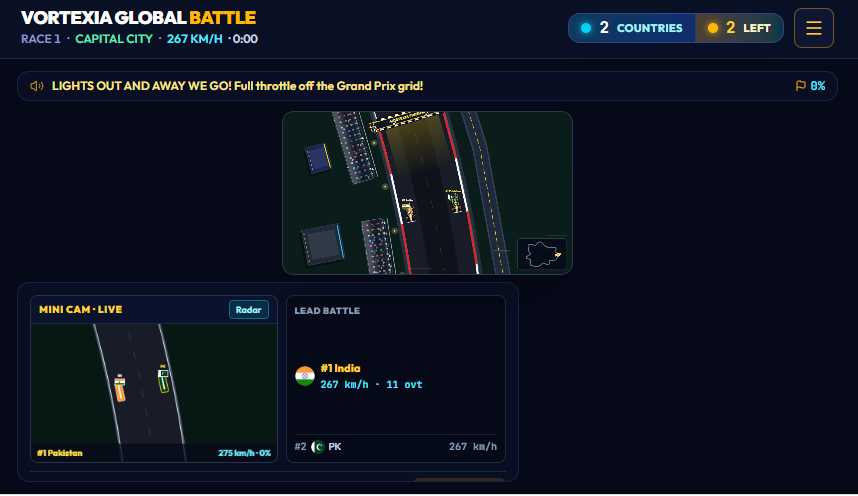 VORTEXIA GLOBAL BATTLE
RACE 1 · CAPITAL CITY · 267 KM/H · 0:00
2 COUNTRIES
2 LEFT
LIGHTS OUT AND AWAY WE GO! Full throttle off the Grand Prix grid!
0%
MINI CAM · LIVE
Radar
#1 Pakistan
275 km/h · 0%
LEAD BATTLE
#1 India
267 km/h · 11 ovt
#2 PK
267 km/h